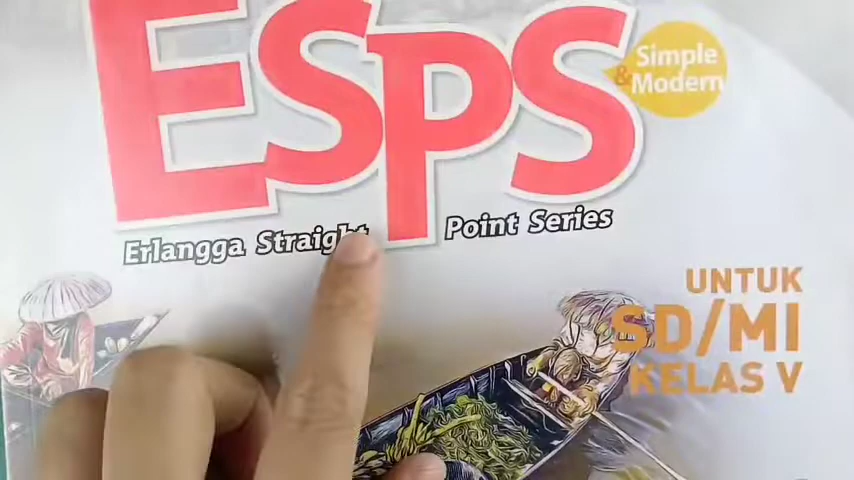 ESPS
Simple
& Modern
Erlangga Straight Point Series
UNTUK
SD/MI
KELAS V